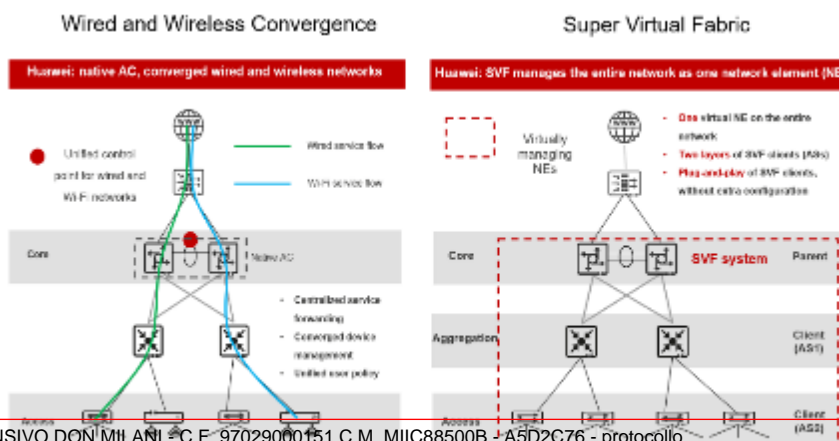 Wired and Wireless Convergence
Huawei: native AC, converged wired and wireless networks
WWW
Unified control
point for wired and
Wi-Fi networks
Wired service flow
Wi-Fi service flow
Core
Native AC
- Centralized service
forwarding
- Converged device
management
- Unified user policy
Access
Super Virtual Fabric
Huawei: SVF manages the entire network as one network element (NE
WWW
Virtually
managing
NEs
- One virtual NE on the entire
network
- Two layers of SVF clients (ASs)
- Plug-and-play of SVF clients,
without extra configuration
Core
SVF system
Parent
Aggregation
Client
(AS1)
Access
Client
(AS2)
NSIVO DON MILANI - C.F. 97029000151 C.M. MIIC88500B - A5D2C76 - protocollo